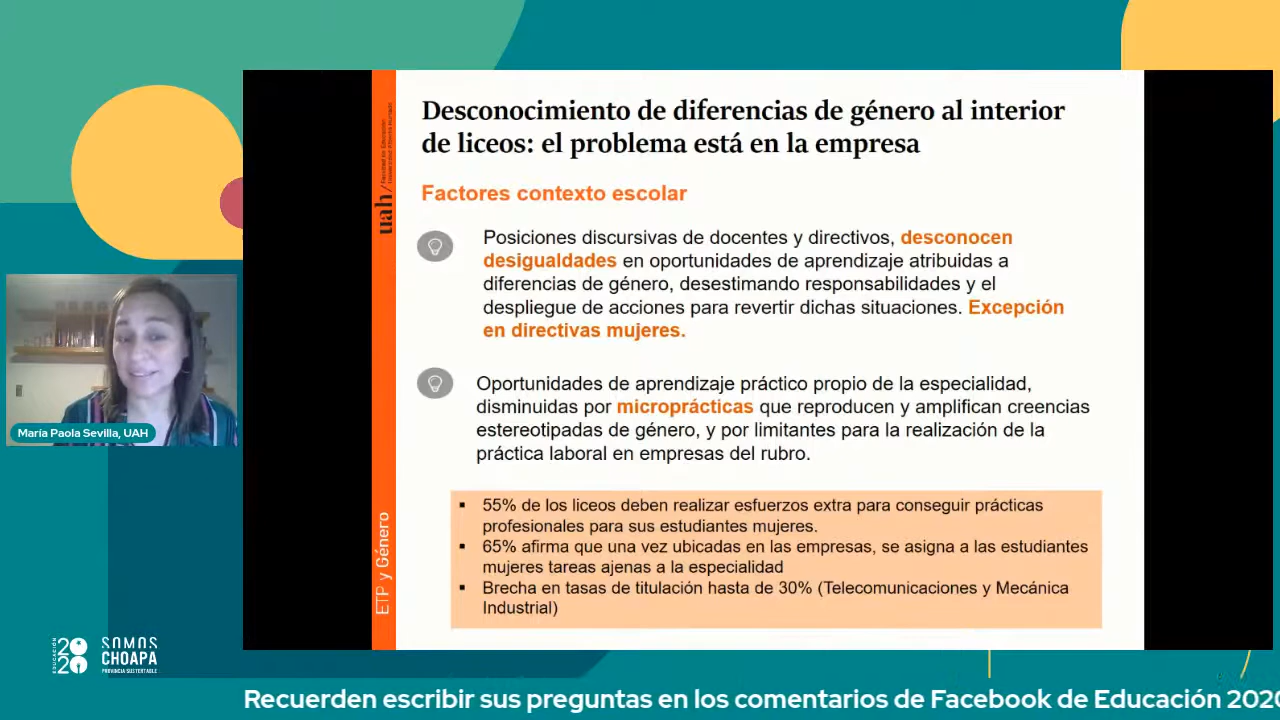 Desconocimiento de diferencias de género al interior
de liceos: el problema está en la empresa
Factores contexto escolar
Posiciones discursivas de docentes y directivos, desconocen
desigualdades en oportunidades de aprendizaje atribuidas a
diferencias de género, desestimando responsabilidades y el
despliegue de acciones para revertir dichas situaciones. Excepción
en directivas mujeres.
Oportunidades de aprendizaje práctico propio de la especialidad,
disminuidas por microprácticas que reproducen y amplifican creencias
estereotipadas de género, y por limitantes para la realización de la
práctica laboral en empresas del rubro.
▪ 55% de los liceos deben realizar esfuerzos extra para conseguir prácticas
profesionales para sus estudiantes mujeres.
▪ 65% afirma que una vez ubicadas en las empresas, se asigna a las estudiantes
mujeres tareas ajenas a la especialidad
▪ Brecha en tasas de titulación hasta de 30% (Telecomunicaciones y Mecánica
Industrial)
uah/
ETP y Género
María Paola Sevilla, UAH
EDUCACIÓN
2020
SOMOS
CHOAPA
PROVINCIA SUSTENTABLE
Recuerden escribir sus preguntas en los comentarios de Facebook de Educación 2020